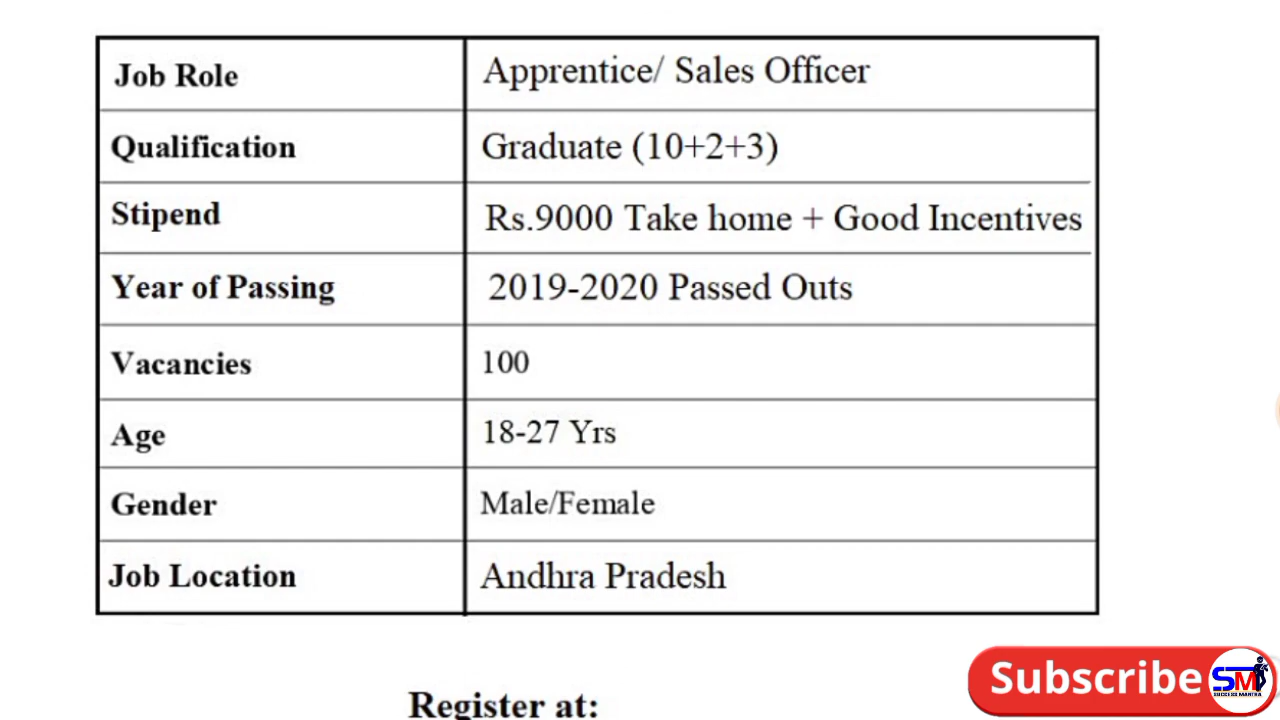 Job Role Apprentice/ Sales Officer
Qualification Graduate (10+2+3)
Stipend Rs.9000 Take home + Good Incentives
Year of Passing 2019-2020 Passed Outs
Vacancies 100
Age 18-27 Yrs
Gender Male/Female
Job Location Andhra Pradesh
Subscribe SM
SUCCESS MANTRA
Register at: